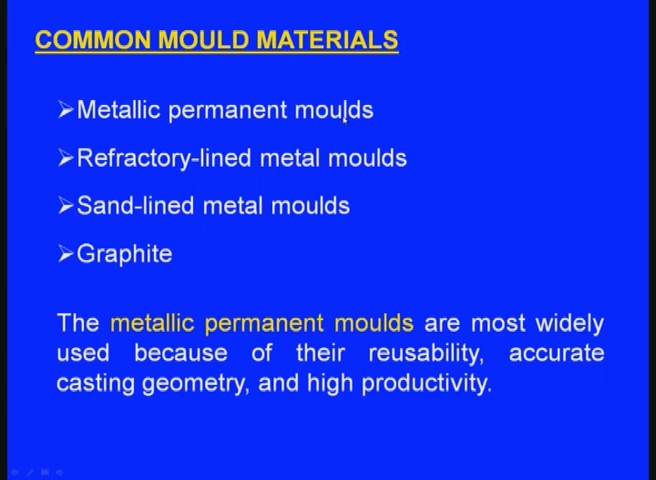 COMMON MOULD MATERIALS
➢Metallic permanent moulds
➢Refractory-lined metal moulds
➢Sand-lined metal moulds
➢Graphite
The metallic permanent moulds are most widely
used because of their reusability, accurate
casting geometry, and high productivity.